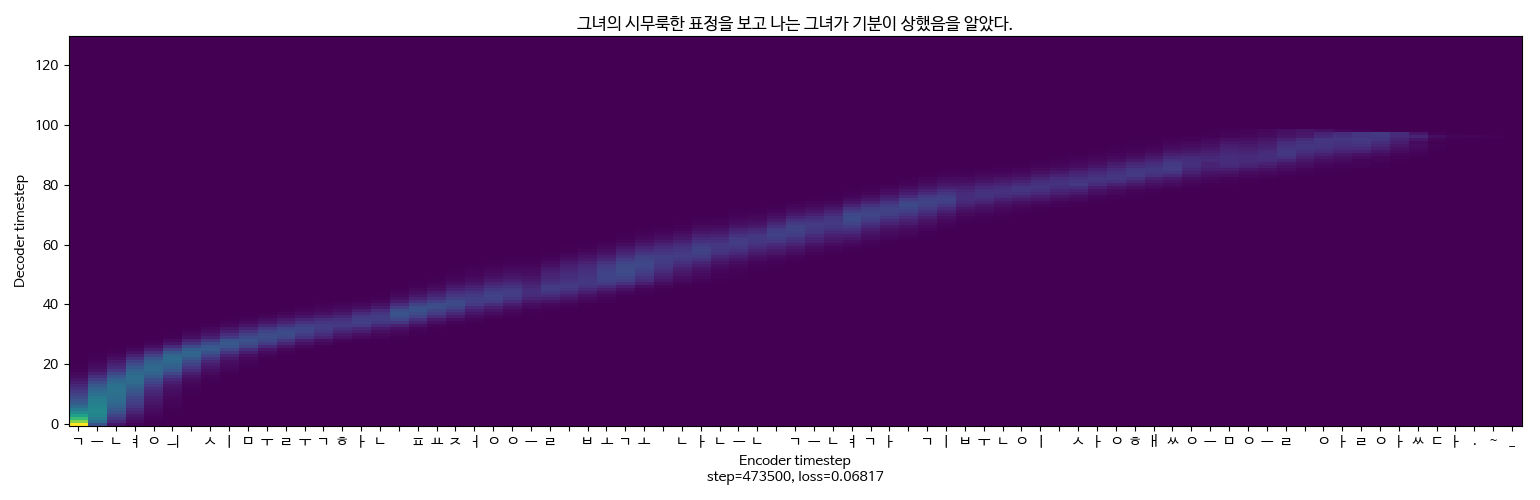 그녀의 시무룩한 표정을 보고 나는 그녀가 기분이 상했음을 알았다.
120
100
80
60
40
20
0
Decoder timestep
ㄱ ㅡ ㄴ ㅕ ㅇ ㅢ ㅅ ㅣ ㅁ ㅜ ㄹ ㅜ ㄱ ㅎ ㅏ ㄴ ㅍ ㅛ ㅈ ㅓ ㅇ ㅇ ㅡ ㄹ ㅂ ㅗ ㄱ ㅗ ㄴ ㅏ ㄴ ㅡ ㄴ ㄱ ㅡ ㄴ ㅕ ㄱ ㅏ ㄱ ㅣ ㅂ ㅜ ㄴ ㅇ ㅣ ㅅ ㅏ ㅇ ㅎ ㅐ ㅆ ㅇ ㅡ ㅁ ㅇ ㅡ ㄹ ㅇ ㅏ ㄹ ㅇ ㅏ ㅆ ㄷ ㅏ . ~ _
Encoder timestep
step=473500, loss=0.06817